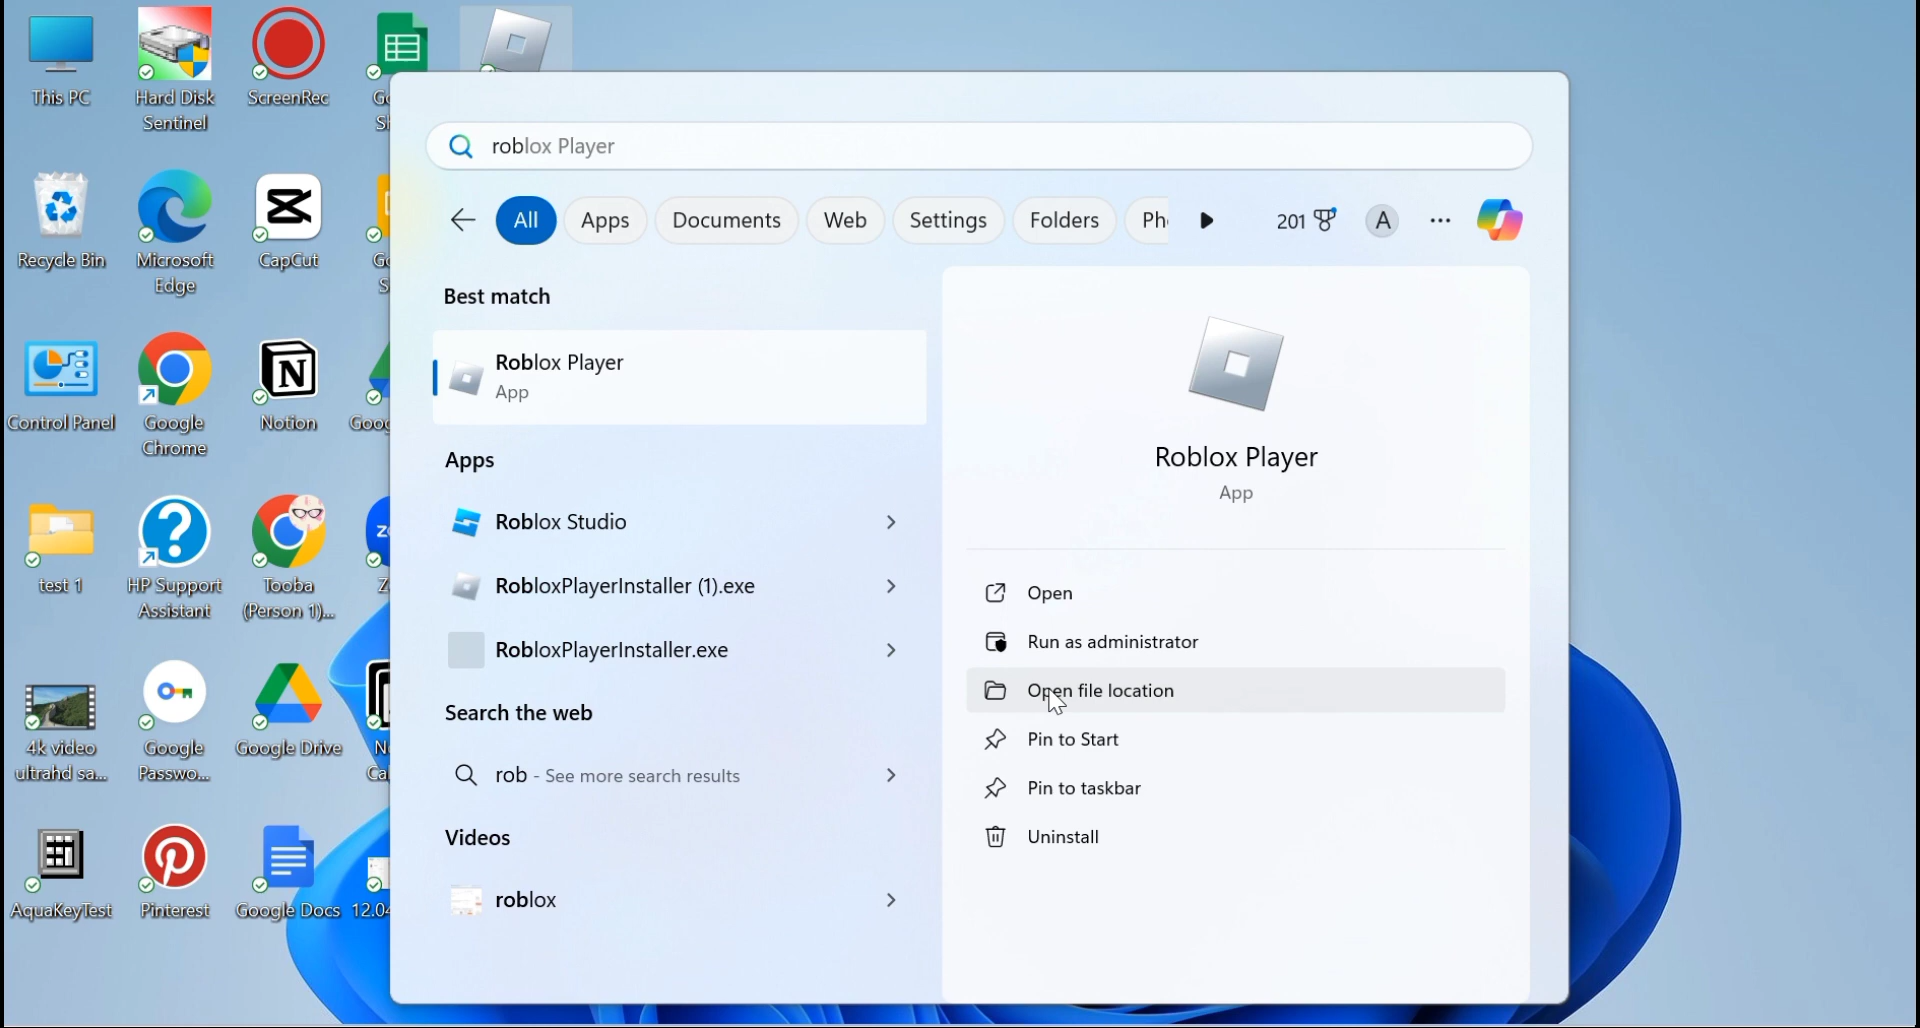 This PC
Hard Disk
Sentinel
ScreenRec
Recycle Bin
Microsoft
Edge
CapCut
Control Panel
Google
Chrome
Notion
test 1
HP Support
Assistant
Tooba
(Person 1)...
4k video
ultrahd sa...
Google
Passwo...
Google Drive
AquaKeyTest
Pinterest
Google Docs
12.04
roblox Player
All
Apps
Documents
Web
Settings
Folders
201
A
Best match
Roblox Player
App
Apps
Roblox Studio
RobloxPlayerInstaller (1).exe
RobloxPlayerInstaller.exe
Search the web
rob - See more search results
Videos
roblox
Roblox Player
App
Open
Run as administrator
Open file location
Pin to Start
Pin to taskbar
Uninstall